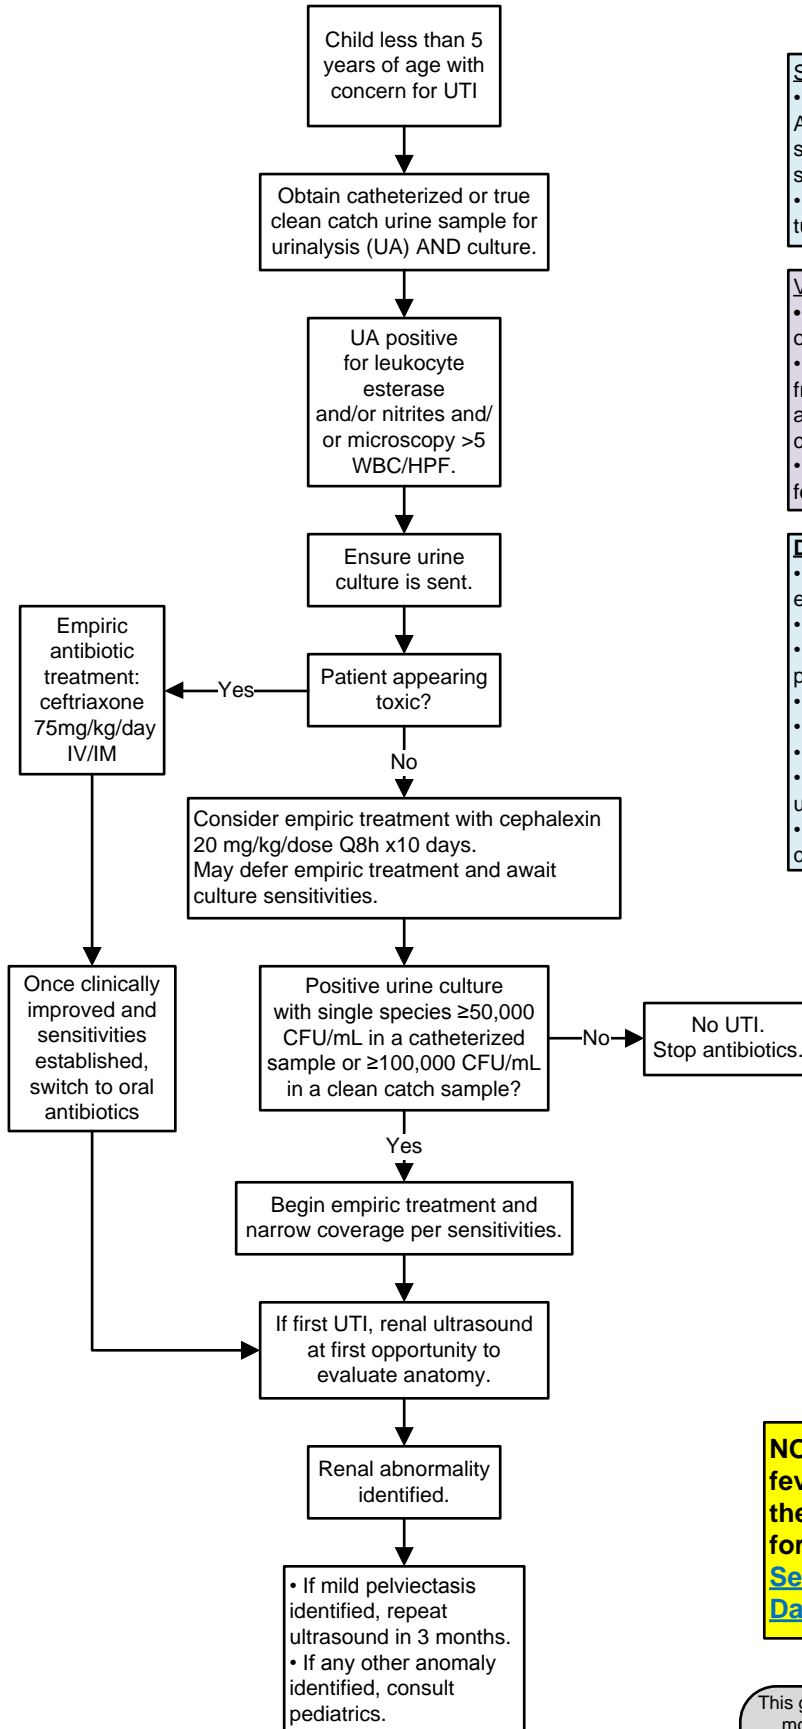 Child less than 5
years of age with
concern for UTI
Obtain catheterized or true
clean catch urine sample for
urinalysis (UA) AND culture.
UA positive
for leukocyte
esterase
and/or nitrites and/
or microscopy >5
WBC/HPF.
Ensure urine
culture is sent.
Patient appearing
toxic?
Yes
Empiric
antibiotic
treatment:
ceftriaxone
75mg/kg/day
IV/IM
No
Consider empiric treatment with cephalexin
20 mg/kg/dose Q8h x10 days.
May defer empiric treatment and await
culture sensitivities.
Once clinically
improved and
sensitivities
established,
switch to oral
antibiotics
Positive urine culture
with single species ≥50,000
CFU/mL in a catheterized
sample or ≥100,000 CFU/mL
in a clean catch sample?
No
No UTI.
Stop antibiotics.
Yes
Begin empiric treatment and
narrow coverage per sensitivities.
If first UTI, renal ultrasound
at first opportunity to
evaluate anatomy.
Renal abnormality
identified.
• If mild pelviectasis
identified, repeat
ultrasound in 3 months.
• If any other anomaly
identified, consult
pediatrics.
the
This